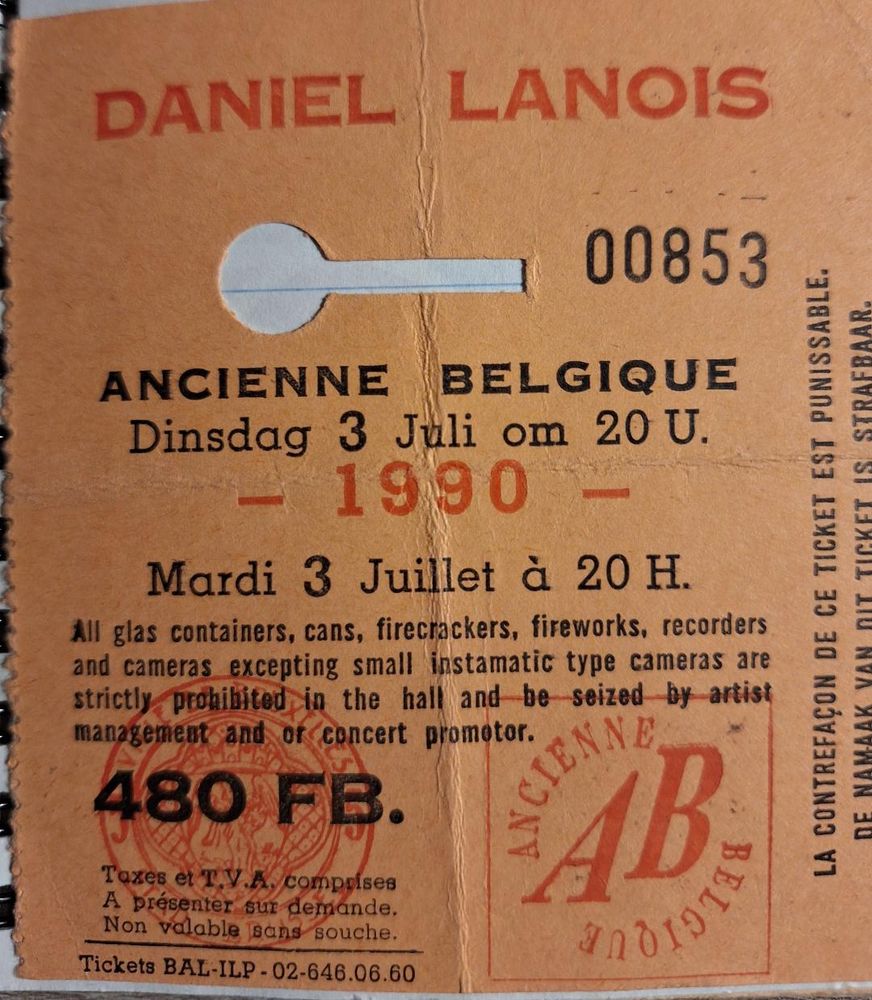 DANIEL LANOIS
00853
ANCIENNE BELGIQUE
Dinsdag 3 Juli om 20 U.
— 1990 —
Mardi 3 Juillet à 20 H.
All glas containers, cans, firecrackers, fireworks, recorders
and cameras excepting small instamatic type cameras are
strictly prohibited in the hall and be seized by artist
management and or concert promotor.
480 FB.
Taxes et T.V.A. comprises
A présenter sur demande.
Non valable sans souche.
Tickets BAL-ILP - 02-646.06.60
ANCIENNE
AB
BELGIQUE
LA CONTREFAÇON DE CE TICKET EST PUNISSABLE.
DE NAMAAK VAN DIT TICKET IS STRAFBAAR.